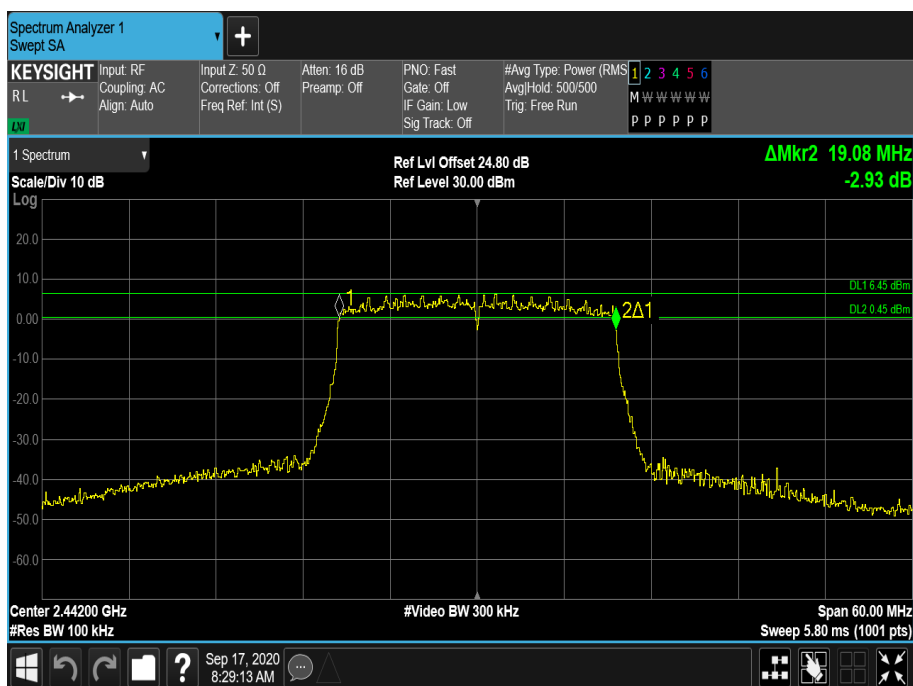 Spectrum Analyzer 1
Swept SA
+
KEYSIGHT
RL
LXI
Input: RF
Coupling: AC
Align: Auto
Input Z: 50 Ω
Corrections: Off
Freq Ref: Int (S)
Atten: 16 dB
Preamp: Off
PNO: Fast
Gate: Off
IF Gain: Low
Sig Track: Off
#Avg Type: Power (RMS
Avg|Hold: 500/500
Trig: Free Run
1 2 3 4 5 6
M W W W W W
P P P P P P
1 Spectrum
Scale/Div 10 dB
Log
Ref Lvl Offset 24.80 dB
Ref Level 30.00 dBm
ΔMkr2 19.08 MHz
-2.93 dB
20.0
10.0
0.00
-10.0
-20.0
-30.0
-40.0
-50.0
-60.0
1
2Δ1
DL1 6.45 dBm
DL2 0.45 dBm
Center 2.44200 GHz
#Res BW 100 kHz
#Video BW 300 kHz
Span 60.00 MHz
Sweep 5.80 ms (1001 pts)
?
Sep 17, 2020
8:29:13 AM